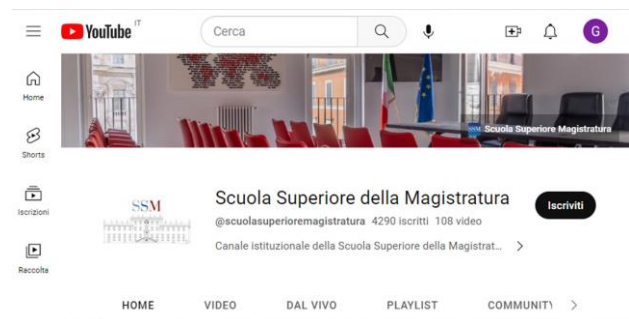 YouTube IT
Cerca
G
Home
Shorts
Iscrizioni
Raccolta
SSM Scuola Superiore Magistratura
SSM
Scuola Superiore della Magistratura
@scuolasuperioremagistratura 4290 iscritti 108 video
Canale istituzionale della Scuola Superiore della Magistrat...
Iscriviti
HOME VIDEO DAL VIVO PLAYLIST COMMUNITY